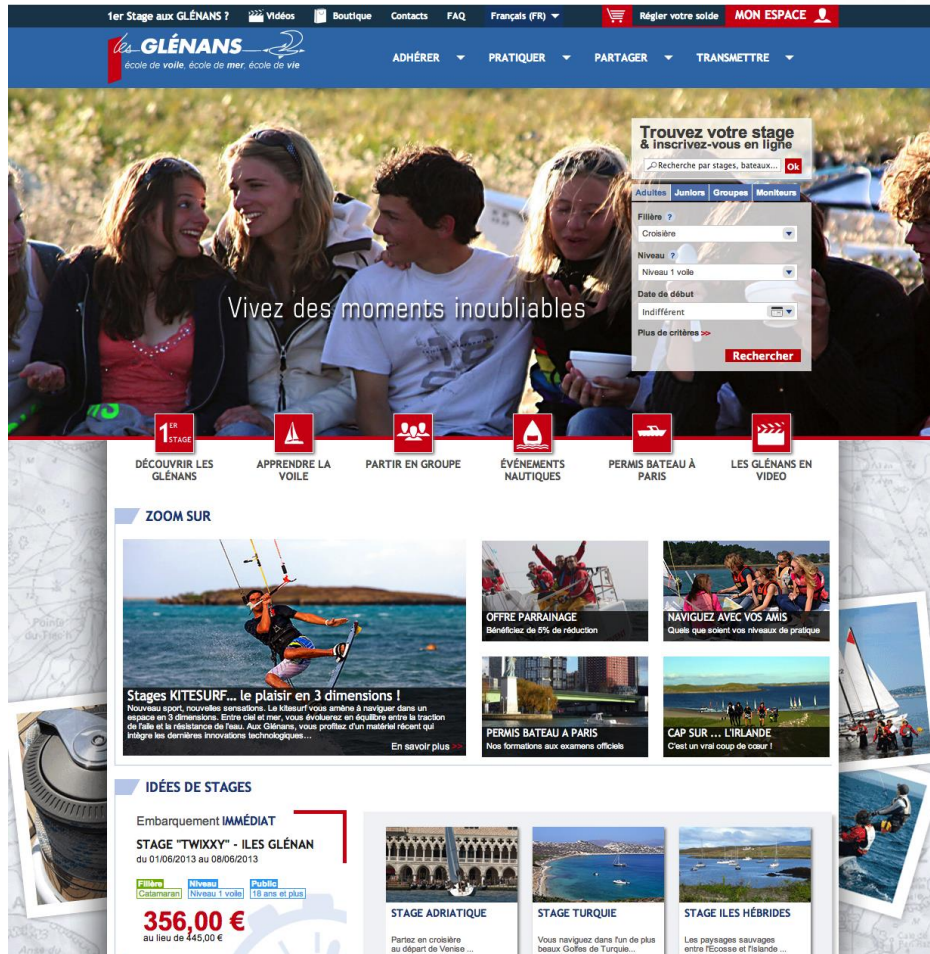 1er Stage aux GLÉNANS ?
Vidéos
Boutique
Contacts
FAQ
Français (FR)
Régler votre solde
MON ESPACE
les GLÉNANS
école de voile, école de mer, école de vie
ADHÉRER
PRATIQUER
PARTAGER
TRANSMETTRE
Trouvez votre stage
& inscrivez-vous en ligne
Recherche par stages, bateaux...
Ok
Adultes
Juniors
Groupes
Moniteurs
Filière ?
Croisière
Niveau ?
Niveau 1 voile
Date de début
Indifférent
Plus de critères >>
Rechercher
Vivez des moments inoubliables
1ER STAGE
DÉCOUVRIR LES
GLÉNANS
APPRENDRE LA
VOILE
PARTIR EN GROUPE
ÉVÉNEMENTS
NAUTIQUES
PERMIS BATEAU À
PARIS
LES GLÉNANS EN
VIDEO
ZOOM SUR
Stages KITESURF... le plaisir en 3 dimensions !
Nouveau sport, nouvelles sensations. Le kitesurf vous amène à naviguer dans un
espace en 3 dimensions. Entre ciel et mer, vous évoluerez en équilibre entre la traction
de l'aile et la résistance de l'eau. Aux Glénans, vous profitez d'un matériel récent qui
intègre les dernières innovations technologiques...
En savoir plus >>
OFFRE PARRAINAGE
Bénéficiez de 5% de réduction
NAVIGUEZ AVEC VOS AMIS
Quels que soient vos niveaux de pratique
PERMIS BATEAU A PARIS
Nos formations aux examens officiels
CAP SUR ... L'IRLANDE
C'est un vrai coup de cœur !
IDÉES DE STAGES
Embarquement IMMÉDIAT
STAGE "TWIXXY" - ILES GLÉNAN
du 01/06/2013 au 08/06/2013
Filière
Catamaran
Niveau
Niveau 1 voile
Public
18 ans et plus
356,00 €
au lieu de 445,00 €
STAGE ADRIATIQUE
Partez en croisière
au départ de Venise ...
STAGE TURQUIE
Vous naviguez dans l'un de plus
beaux Golfes de Turquie...
STAGE ILES HÉBRIDES
Les paysages sauvages
entre l'Ecosse et l'Islande ...